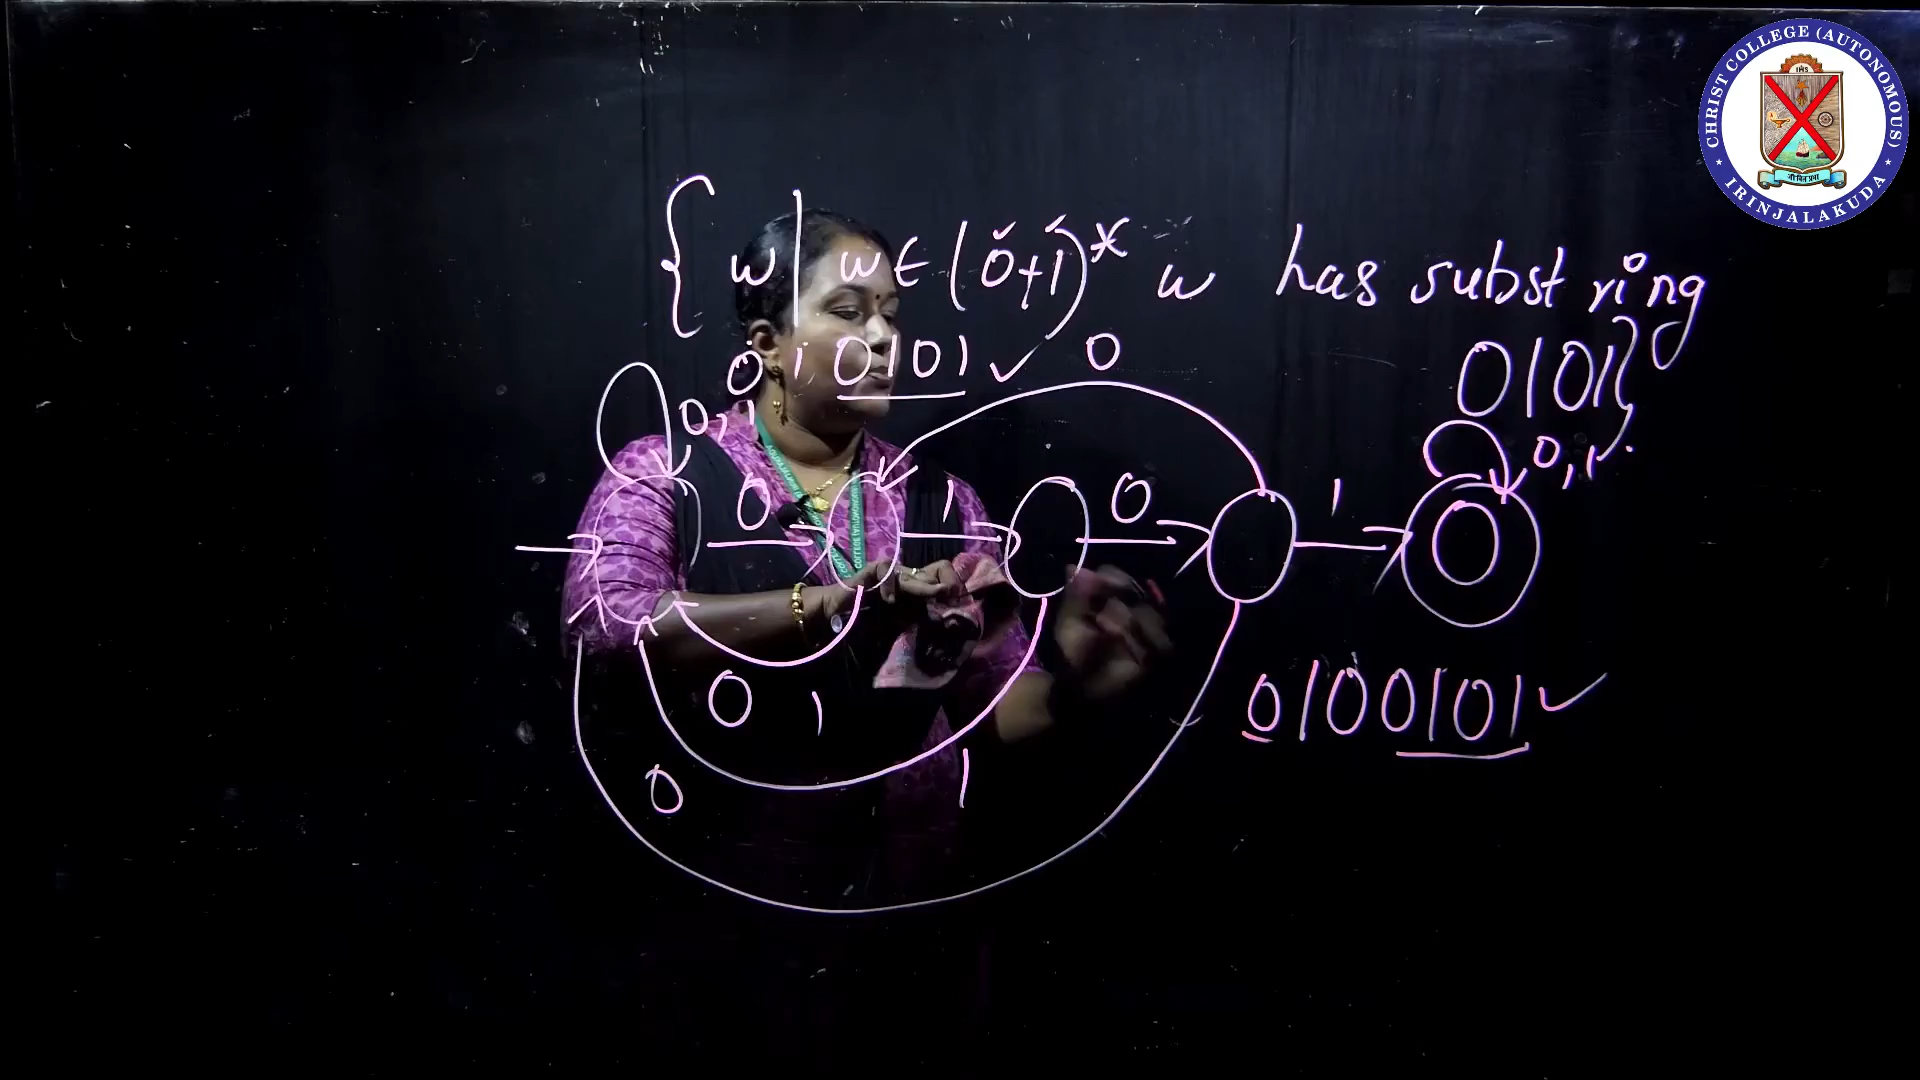 { w | w ∈ (0+1)* w has substring
0101}
0 1 0101 ✓
0
0,1
0,1
0 1 0 1
0 1
0 1
0100101 ✓
CHRIST COLLEGE (AUTONOMOUS)
★ IRINJALAKUDA ★
IHS